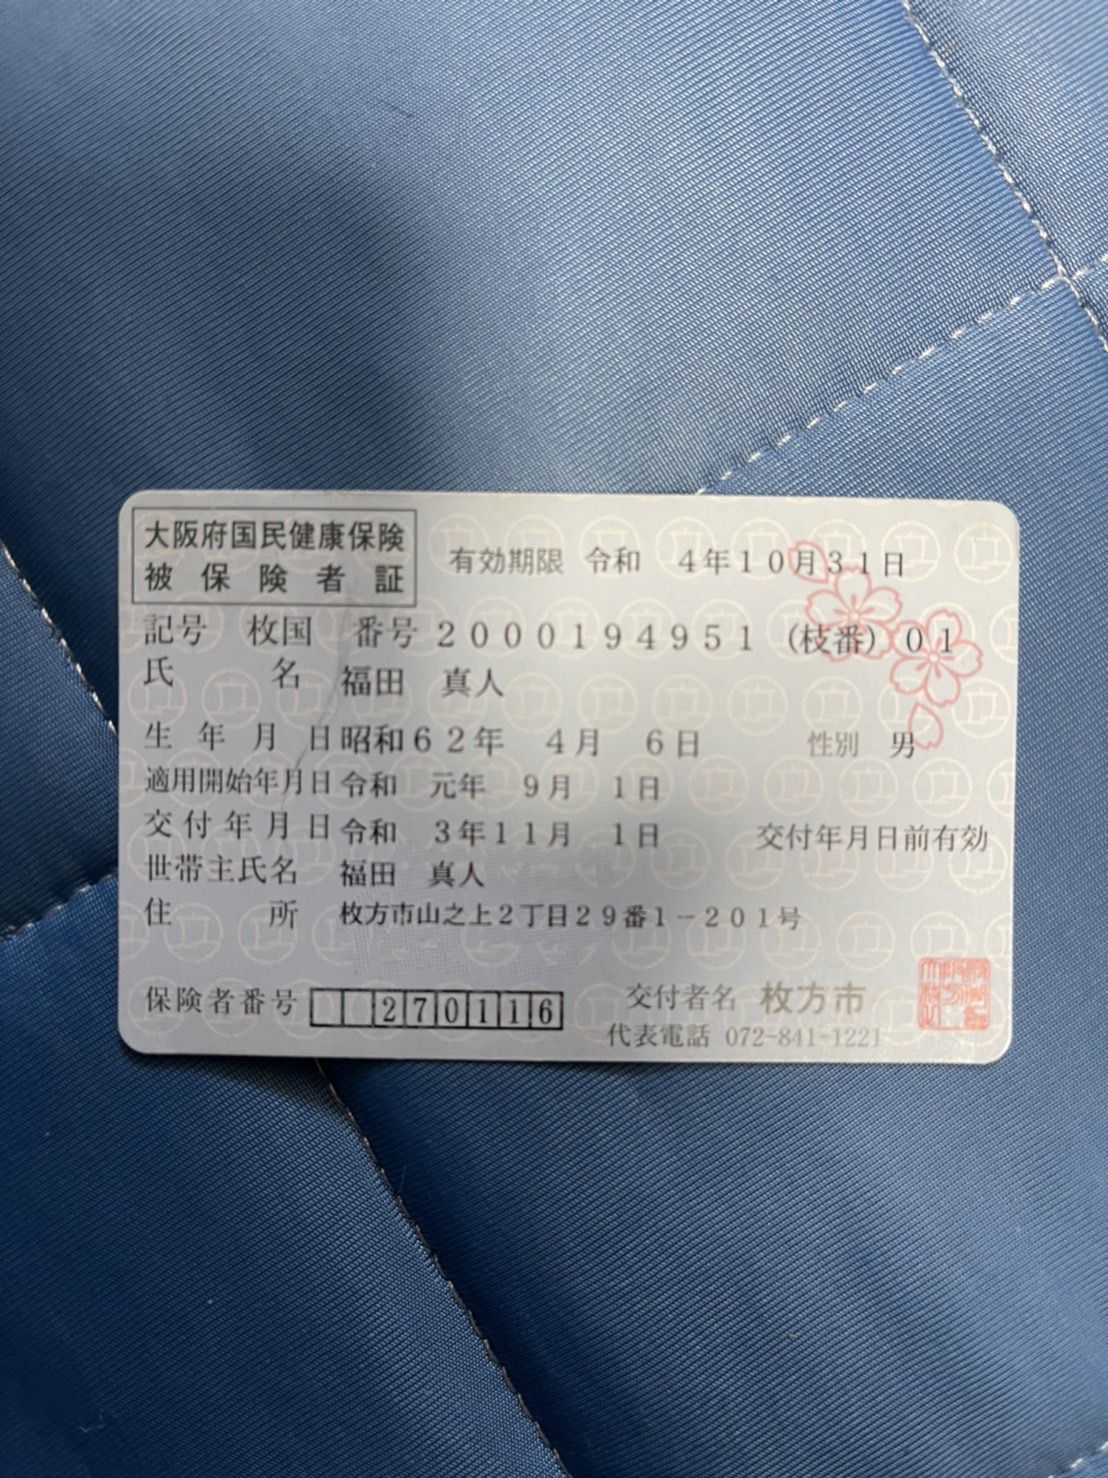 大阪府国民健康保険
被保険者証
有効期限 令和 4年10月31日
記号 枚国 番号 2000194951 (枝番) 01
氏名 福田 真人
生年月日 昭和62年 4月 6日 性別 男
適用開始年月日 令和 元年 9月 1日
交付年月日 令和 3年11月 1日 交付年月日前有効
世帯主氏名 福田 真人
住所 枚方市山之上2丁目29番1-201号
保険者番号 270116 交付者名 枚方市
代表電話 072-841-1221